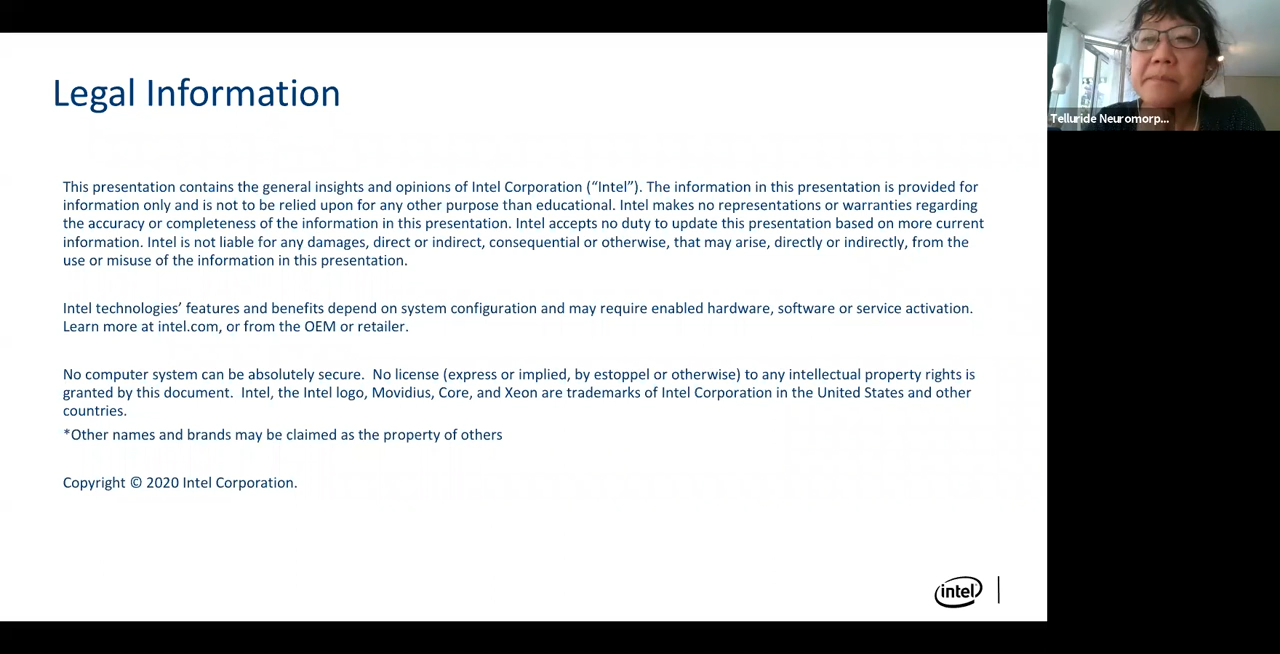 Legal Information
This presentation contains the general insights and opinions of Intel Corporation (“Intel”). The information in this presentation is provided for
information only and is not to be relied upon for any other purpose than educational. Intel makes no representations or warranties regarding
the accuracy or completeness of the information in this presentation. Intel accepts no duty to update this presentation based on more current
information. Intel is not liable for any damages, direct or indirect, consequential or otherwise, that may arise, directly or indirectly, from the
use or misuse of the information in this presentation.
Intel technologies’ features and benefits depend on system configuration and may require enabled hardware, software or service activation.
Learn more at intel.com, or from the OEM or retailer.
No computer system can be absolutely secure.  No license (express or implied, by estoppel or otherwise) to any intellectual property rights is
granted by this document.  Intel, the Intel logo, Movidius, Core, and Xeon are trademarks of Intel Corporation in the United States and other
countries.
*Other names and brands may be claimed as the property of others
Copyright © 2020 Intel Corporation.
intel
Telluride Neuromorp...